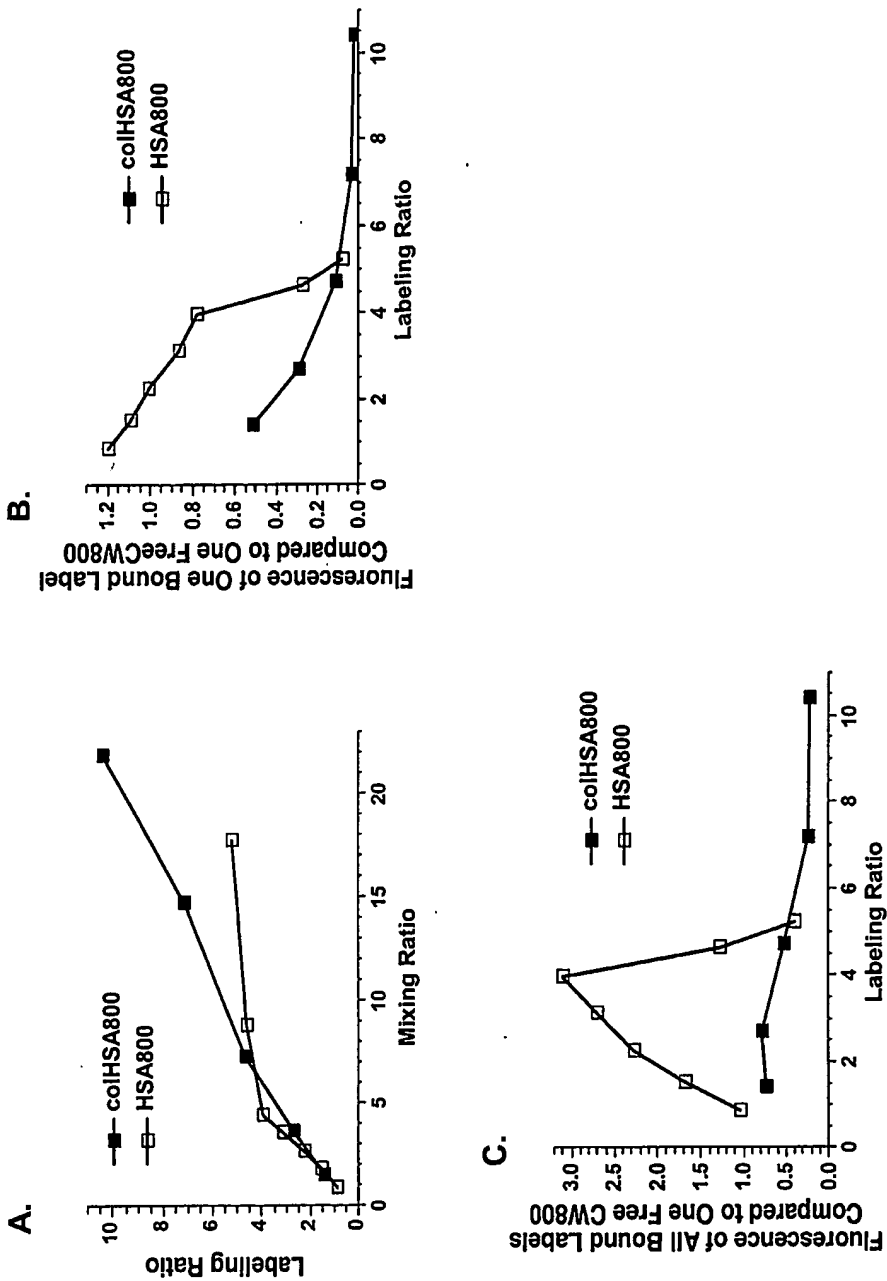 A.
colHSA800
HSA800
Labelling Ratio
10
8
6
4
2
0
0
5
10
15
20
Mixing Ratio
B.
colHSA800
HSA800
Fluorescence of One Bound Label
Compared to One FreeCW800
1.2
1.0
0.8
0.6
0.4
0.2
0.0
0
2
4
6
8
10
Labeling Ratio
C.
colHSA800
HSA800
Fluorescence of All Bound Labels
Compared to One Free CW800
3.0
2.5
2.0
1.5
1.0
0.5
0.0
0
2
4
6
8
10
Labeling Ratio